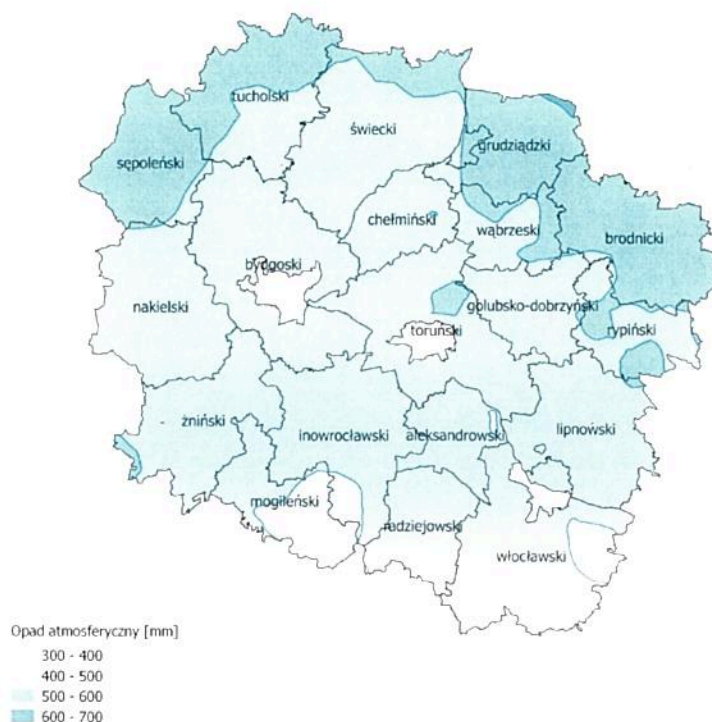 tucholski
świecki
grudziądzki
sępoleński
chełmiński
wąbrzeski
brodnicki
bydgoski
nakielski
golubsko-dobrzyński
toruński
rypiński
żniński
inowrocławski
aleksandrowski
lipnowski
mogileński
radziejowski
włocławski
Opad atmosferyczny [mm]
300 - 400
400 - 500
500 - 600
600 - 700